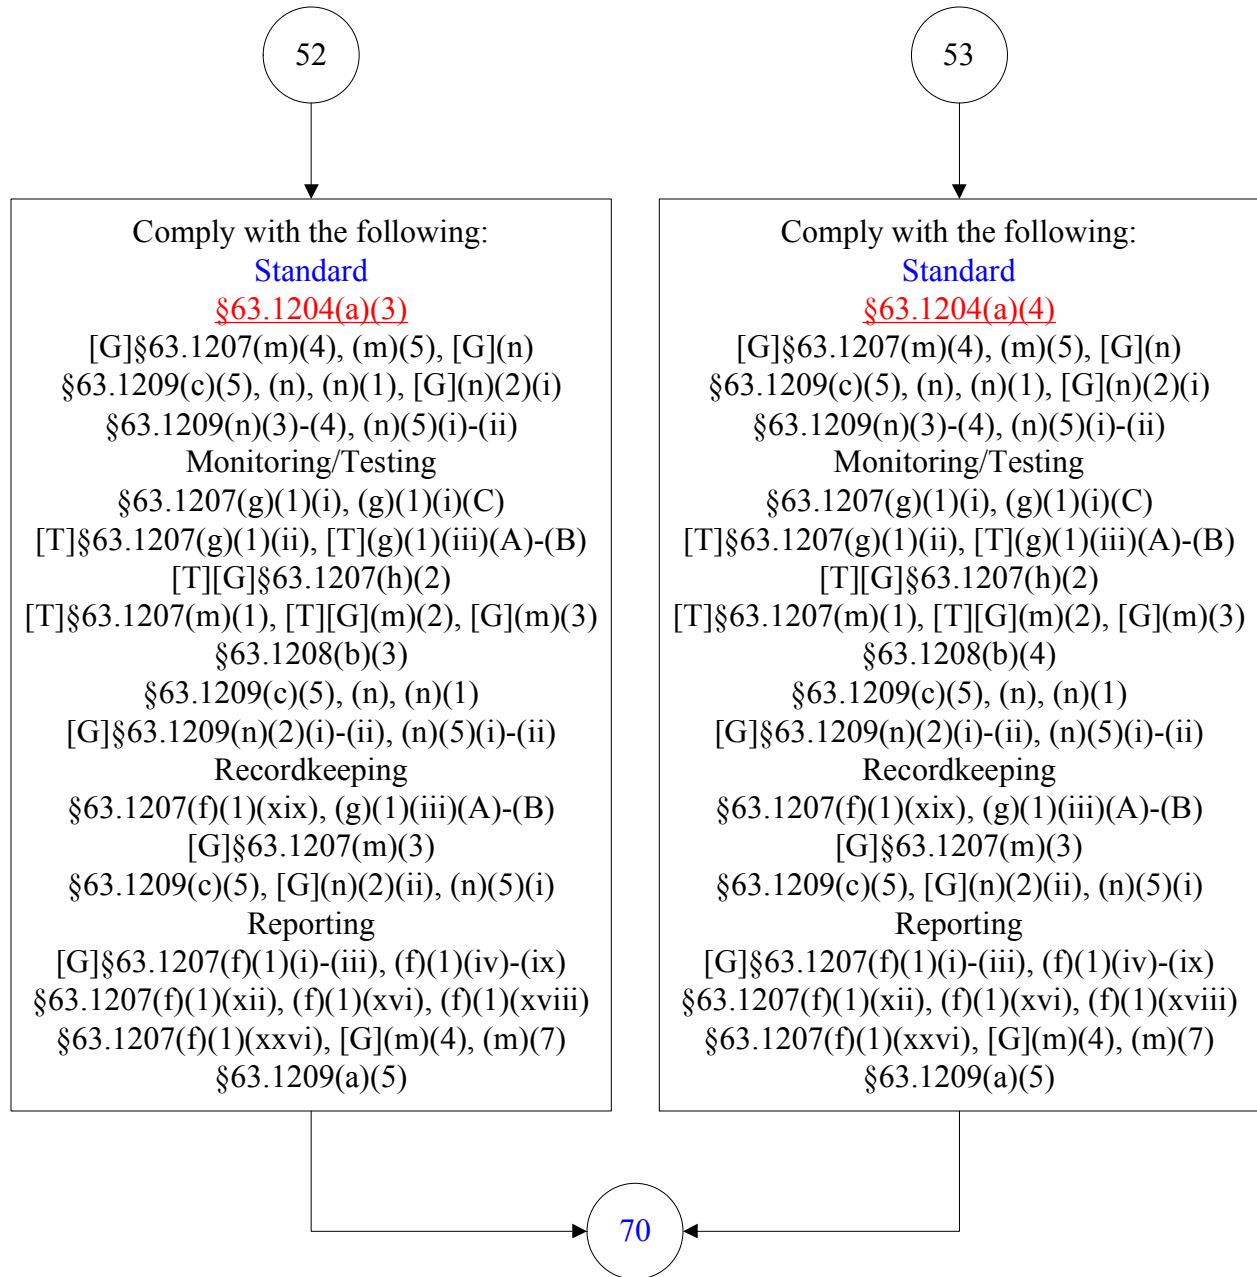 52
Comply with the following:
Standard
§63.1204(a)(3)
[G]§63.1207(m)(4), (m)(5), [G](n)
§63.1209(c)(5), (n), (n)(1), [G](n)(2)(i)
§63.1209(n)(3)-(4), (n)(5)(i)-(ii)
Monitoring/Testing
§63.1207(g)(1)(i), (g)(1)(i)(C)
[T]§63.1207(g)(1)(ii), [T](g)(1)(iii)(A)-(B)
[T][G]§63.1207(h)(2)
[T]§63.1207(m)(1), [T][G](m)(2), [G](m)(3)
§63.1208(b)(3)
§63.1209(c)(5), (n), (n)(1)
[G]§63.1209(n)(2)(i)-(ii), (n)(5)(i)-(ii)
Recordkeeping
§63.1207(f)(1)(xix), (g)(1)(iii)(A)-(B)
[G]§63.1207(m)(3)
§63.1209(c)(5), [G](n)(2)(ii), (n)(5)(i)
Reporting
[G]§63.1207(f)(1)(i)-(iii), (f)(1)(iv)-(ix)
§63.1207(f)(1)(xii), (f)(1)(xvi), (f)(1)(xviii)
§63.1207(f)(1)(xxvi), [G](m)(4), (m)(7)
§63.1209(a)(5)
53
Comply with the following:
Standard
§63.1204(a)(4)
[G]§63.1207(m)(4), (m)(5), [G](n)
§63.1209(c)(5), (n), (n)(1), [G](n)(2)(i)
§63.1209(n)(3)-(4), (n)(5)(i)-(ii)
Monitoring/Testing
§63.1207(g)(1)(i), (g)(1)(i)(C)
[T]§63.1207(g)(1)(ii), [T](g)(1)(iii)(A)-(B)
[T][G]§63.1207(h)(2)
[T]§63.1207(m)(1), [T][G](m)(2), [G](m)(3)
§63.1208(b)(4)
§63.1209(c)(5), (n), (n)(1)
[G]§63.1209(n)(2)(i)-(ii), (n)(5)(i)-(ii)
Recordkeeping
§63.1207(f)(1)(xix), (g)(1)(iii)(A)-(B)
[G]§63.1207(m)(3)
§63.1209(c)(5), [G](n)(2)(ii), (n)(5)(i)
Reporting
[G]§63.1207(f)(1)(i)-(iii), (f)(1)(iv)-(ix)
§63.1207(f)(1)(xii), (f)(1)(xvi), (f)(1)(xviii)
§63.1207(f)(1)(xxvi), [G](m)(4), (m)(7)
§63.1209(a)(5)
70